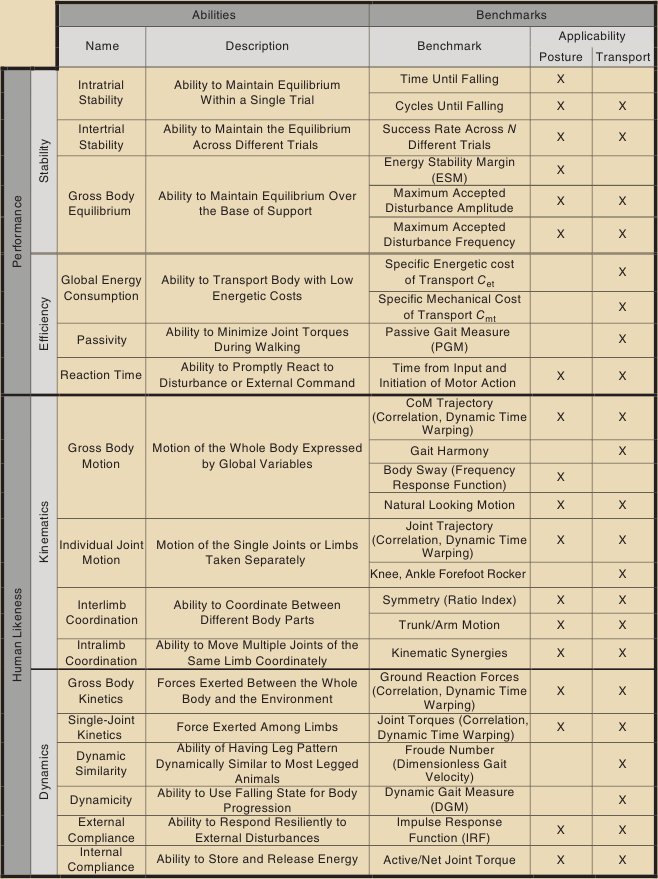 Abilities Benchmarks
Name Description Benchmark Applicability
Posture Transport
Performance
Stability
Intratrial
Stability
Ability to Maintain Equilibrium
Within a Single Trial
Time Until Falling X
Cycles Until Falling X X
Intertrial
Stability
Ability to Maintain the Equilibrium
Across Different Trials
Success Rate Across N
Different Trials
X X
Gross Body
Equilibrium
Ability to Maintain Equilibrium Over
the Base of Support
Energy Stability Margin
(ESM)
X
Maximum Accepted
Disturbance Amplitude
X X
Maximum Accepted
Disturbance Frequency
X X
Efficiency
Global Energy
Consumption
Ability to Transport Body with Low
Energetic Costs
Specific Energetic cost
of Transport Cet
X
Specific Mechanical Cost
of Transport Cmt
X
Passivity
Ability to Minimize Joint Torques
During Walking
Passive Gait Measure
(PGM)
X
Reaction Time
Ability to Promptly React to
Disturbance or External Command
Time from Input and
Initiation of Motor Action
X X
Human Likeness
Kinematics
Gross Body
Motion
Motion of the Whole Body Expressed
by Global Variables
CoM Trajectory
(Correlation, Dynamic Time
Warping)
X X
Gait Harmony X
Body Sway (Frequency
Response Function)
X
Natural Looking Motion X X
Individual Joint
Motion
Motion of the Single Joints or Limbs
Taken Separately
Joint Trajectory
(Correlation, Dynamic Time
Warping)
X X
Knee, Ankle Forefoot Rocker X
Interlimb
Coordination
Ability to Coordinate Between
Different Body Parts
Symmetry (Ratio Index) X X
Trunk/Arm Motion X X
Intralimb
Coordination
Ability to Move Multiple Joints of the
Same Limb Coordinately
Kinematic Synergies X X
Dynamics
Gross Body
Kinetics
Forces Exerted Between the Whole
Body and the Environment
Ground Reaction Forces
(Correlation, Dynamic Time
Warping)
X X
Single-Joint
Kinetics
Force Exerted Among Limbs
Joint Torques (Correlation,
Dynamic Time Warping)
X X
Dynamic
Similarity
Ability of Having Leg Pattern
Dynamically Similar to Most Legged
Animals
Froude Number
(Dimensionless Gait
Velocity)
X
Dynamicity
Ability to Use Falling State for Body
Progression
Dynamic Gait Measure
(DGM)
X
External
Compliance
Ability to Respond Resiliently to
External Disturbances
Impulse Response
Function (IRF)
X X
Internal
Compliance
Ability to Store and Release Energy
Active/Net Joint Torque X X